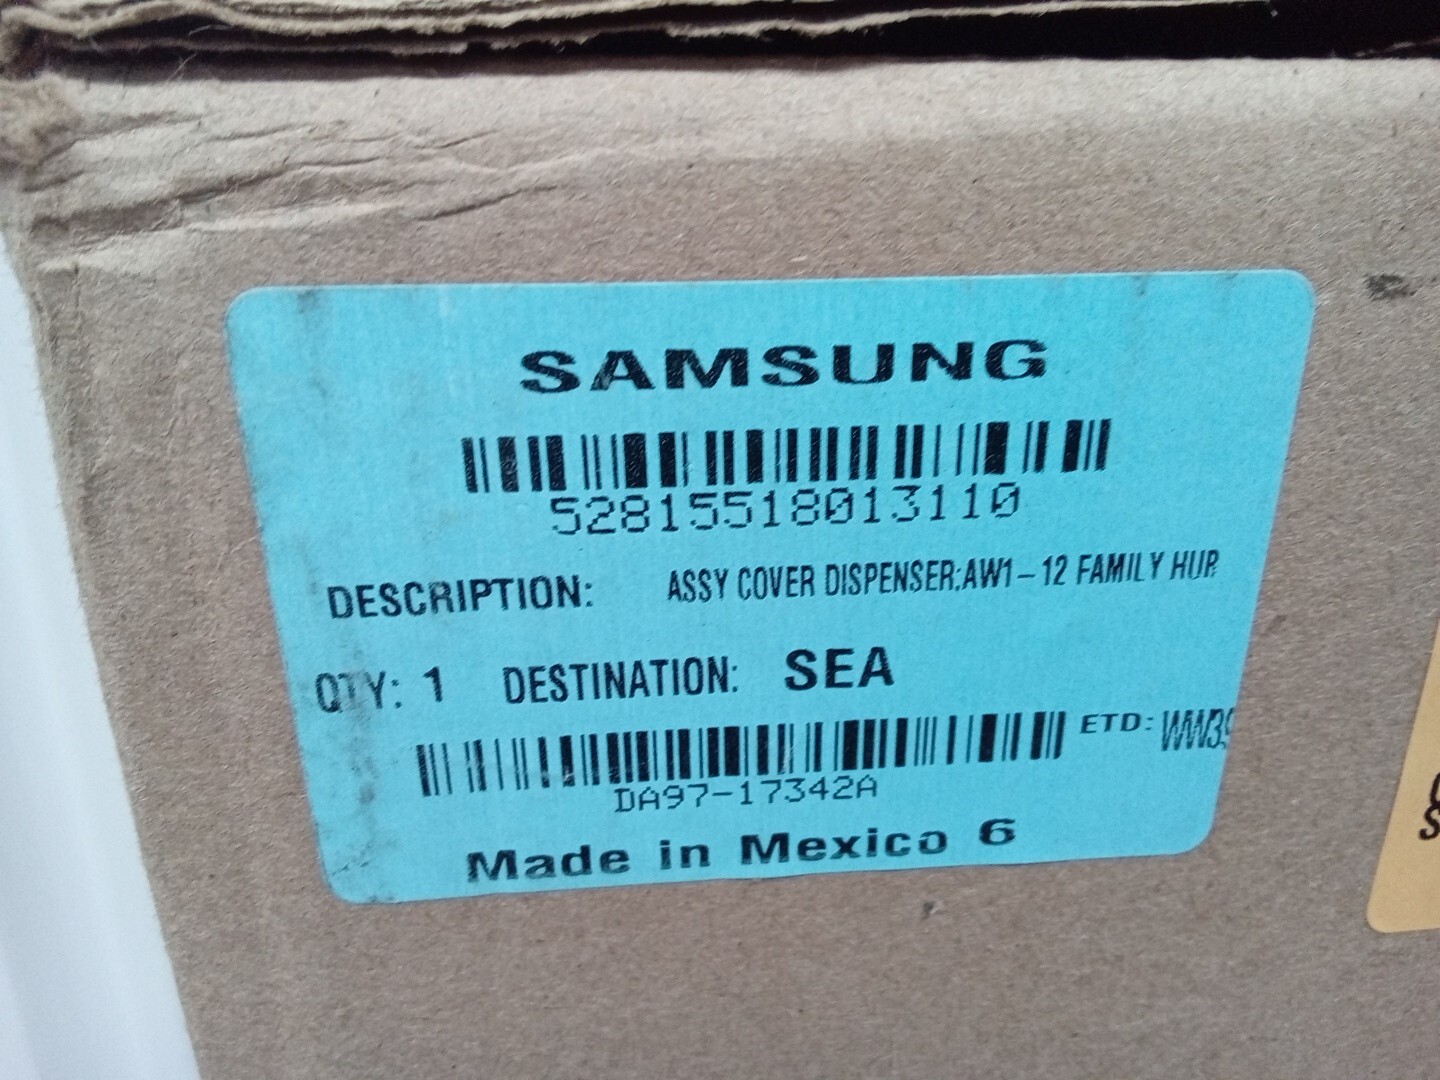 SAMSUNG
52815518013110
DESCRIPTION: ASSY COVER DISPENSER;AW1-12 FAMILY HUB
QTY: 1 DESTINATION: SEA
ETD: WW39
DA97-17342A
Made in Mexico 6
S